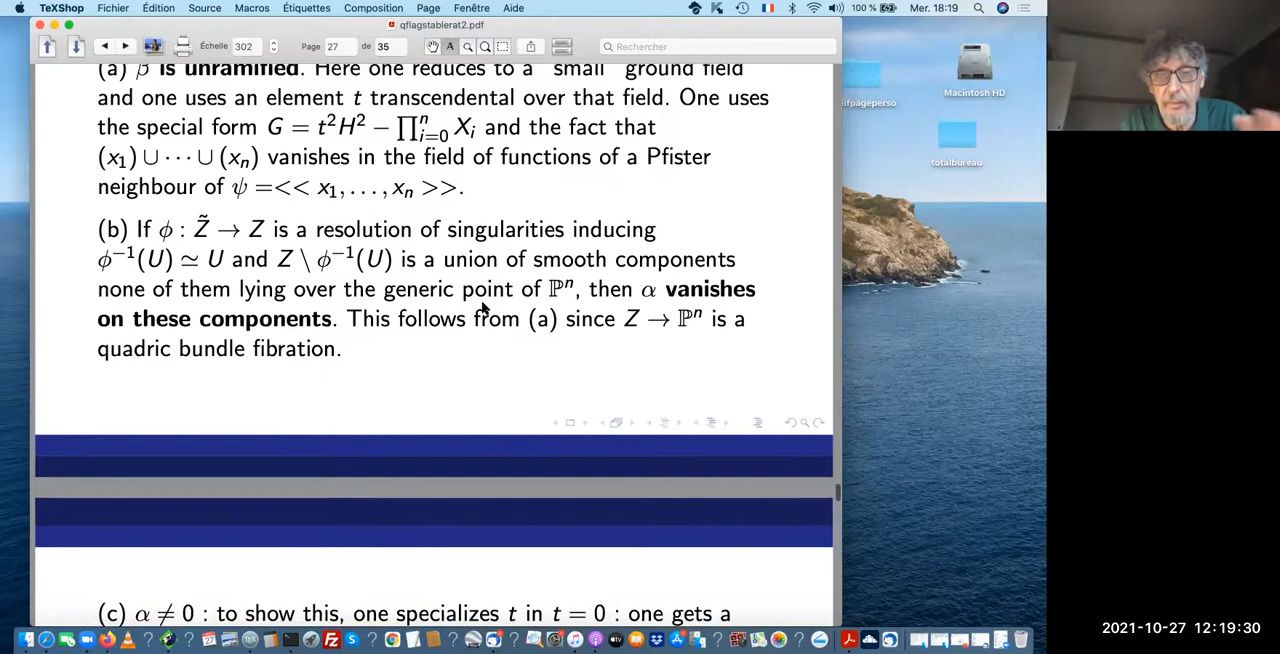 TeXShop Fichier Édition Source Macros Étiquettes Composition Page Fenêtre Aide 100 % Mer. 18:19
qflagstablerat2.pdf
Échelle 302 Page 27 de 35 Rechercher
(a) β is unramified. Here one reduces to a "small" ground field
and one uses an element t transcendental over that field. One uses
the special form G = t²H² − ∏ⁿᵢ₌₀ Xᵢ and the fact that
(x₁) ∪ ⋯ ∪ (xₙ) vanishes in the field of functions of a Pfister
neighbour of ψ =<< x₁, . . . , xₙ >>.
(b) If ϕ : Z̃ → Z is a resolution of singularities inducing
ϕ⁻¹(U) ≃ U and Z \ ϕ⁻¹(U) is a union of smooth components
none of them lying over the generic point of ℙⁿ, then α vanishes
on these components. This follows from (a) since Z → ℙⁿ is a
quadric bundle fibration.
(c) α ≠ 0 : to show this, one specializes t in t = 0 : one gets a
Macintosh HD
ifpageperso
totalbureau
2021-10-27 12:19:30